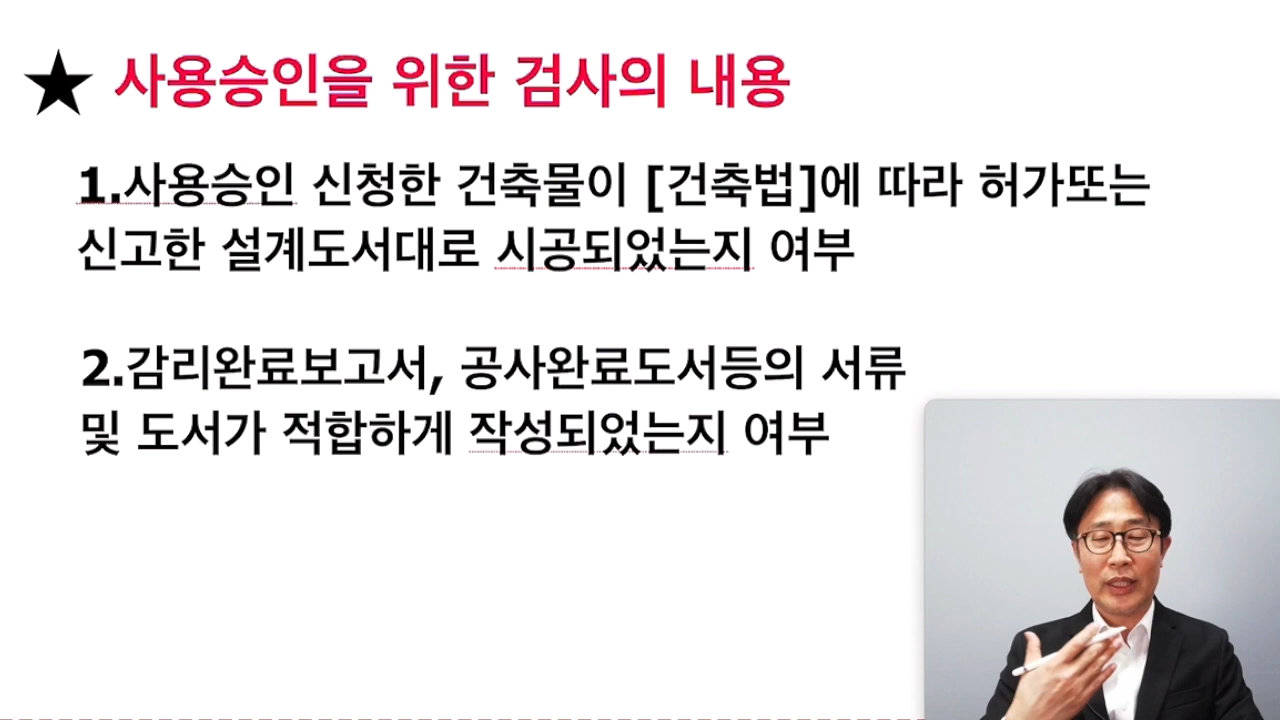 ★ 사용승인을 위한 검사의 내용
1.사용승인 신청한 건축물이 [건축법]에 따라 허가또는
신고한 설계도서대로 시공되었는지 여부
2.감리완료보고서, 공사완료도서등의 서류
및 도서가 적합하게 작성되었는지 여부